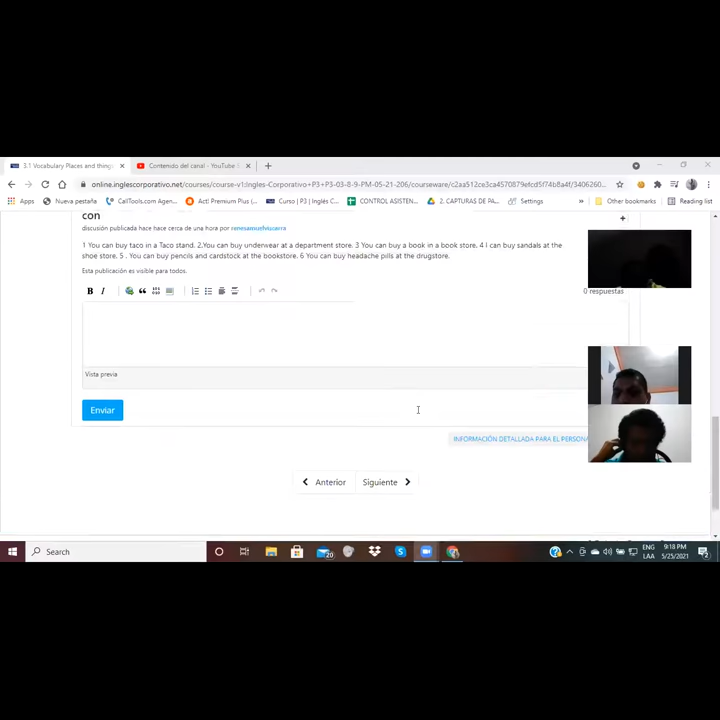 3.1 Vocabulary Places and thing
Contenido del canal - YouTube
online.inglescorporativo.net/courses/course-v1:Ingles-Corporativo+P3+P3-03-8-9-PM-05-21-206/courseware/c2aa512ce3ca4570879efcd5f74b8a4f/3406260...
Apps
Nueva pestaña
CallTools.com Agen...
Act! Premium Plus (...
Curso | P3 | Inglés C...
CONTROL ASISTEN...
2. CAPTURAS DE PA...
Settings
»
Other bookmarks
Reading list
con
discusión publicada hace hace cerca de una hora por
1 You can buy taco in a Taco stand. 2.You can buy underwear at a department store. 3 You can buy a book in a book store. 4 I can buy sandals at the
shoe store. 5 . You can buy pencils and cardstock at the bookstore. 6 You can buy headache pills at the drugstore.
Esta publicación es visible para todos.
B I
0 respuestas
Vista previa
Enviar
INFORMACIÓN DETALLADA PARA EL PERSONA
Anterior
Siguiente
Search
20
ENG
LAA
9:18 PM
5/25/2021
2